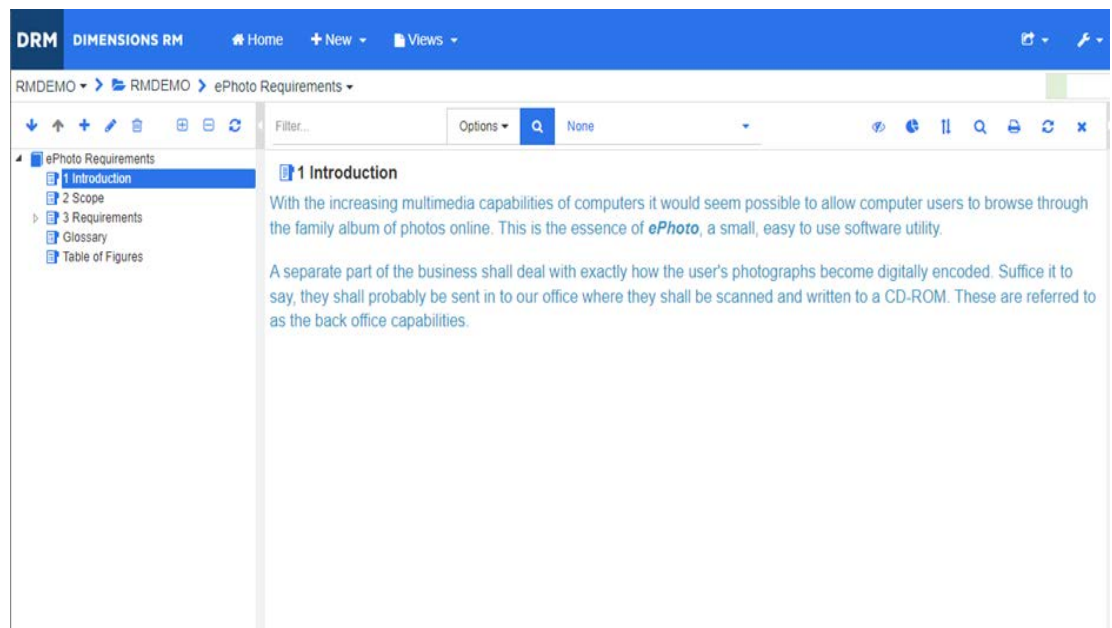 DRM DIMENSIONS RM Home New Views
RMDEMO RMDEMO ePhoto Requirements
Filter... Options None
ePhoto Requirements
1 Introduction
2 Scope
3 Requirements
Glossary
Table of Figures
1 Introduction
With the increasing multimedia capabilities of computers it would seem possible to allow computer users to browse through
the family album of photos online. This is the essence of ePhoto, a small, easy to use software utility.
A separate part of the business shall deal with exactly how the user's photographs become digitally encoded. Suffice it to
say, they shall probably be sent in to our office where they shall be scanned and written to a CD-ROM. These are referred to
as the back office capabilities.